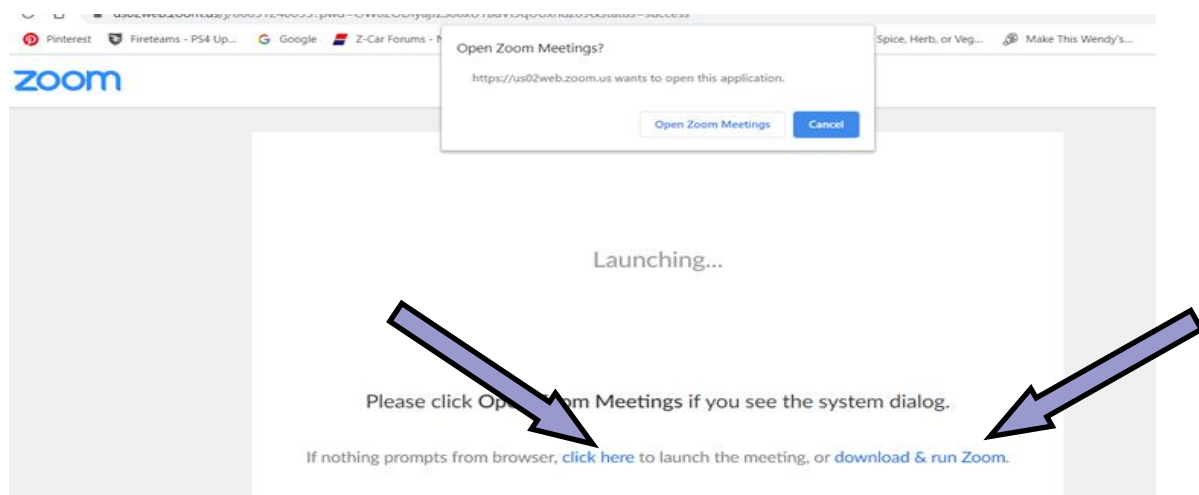 Pinterest Fireteams - PS4 Up... Google Z-Car Forums - Spice, Herb, or Veg... Make This Wendy's...
zoom
Open Zoom Meetings?
https://us02web.zoom.us wants to open this application.
Open Zoom Meetings Cancel
Launching...
Please click Meetings if you see the system dialog.
If nothing prompts from browser, click here to launch the meeting, or download & run Zoom.